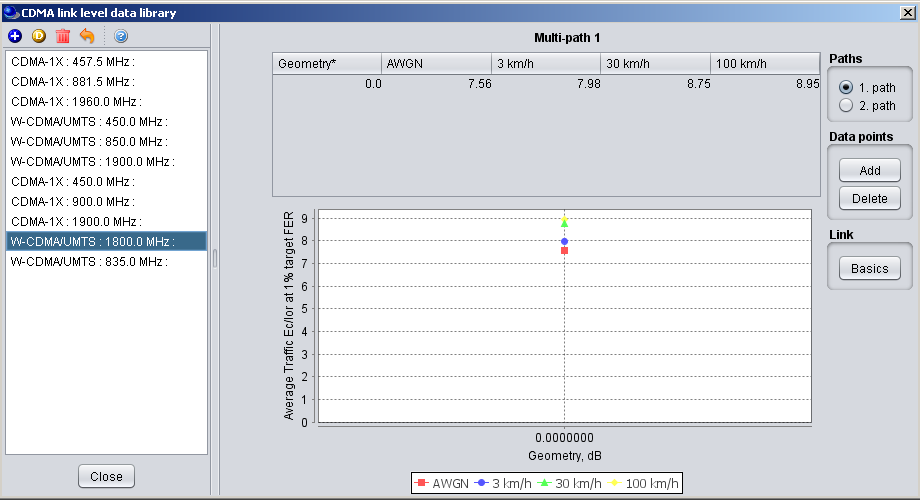 CDMA link level data library
CDMA-1X : 457.5 MHz :
CDMA-1X : 881.5 MHz :
CDMA-1X : 1960.0 MHz :
W-CDMA/UMTS : 450.0 MHz :
W-CDMA/UMTS : 850.0 MHz :
W-CDMA/UMTS : 1900.0 MHz :
CDMA-1X : 450.0 MHz :
CDMA-1X : 900.0 MHz :
CDMA-1X : 1900.0 MHz :
W-CDMA/UMTS : 1800.0 MHz :
W-CDMA/UMTS : 835.0 MHz :
Close
Multi-path 1
Geometry* AWGN 3 km/h 30 km/h 100 km/h
0.0 7.56 7.98 8.75 8.95
Average Traffic Ec/Ior at 1% target FER
9
8
7
6
5
4
3
2
1
0
0.0000000
Geometry, dB
AWGN 3 km/h 30 km/h 100 km/h
Paths
1. path
2. path
Data points
Add
Delete
Link
Basics